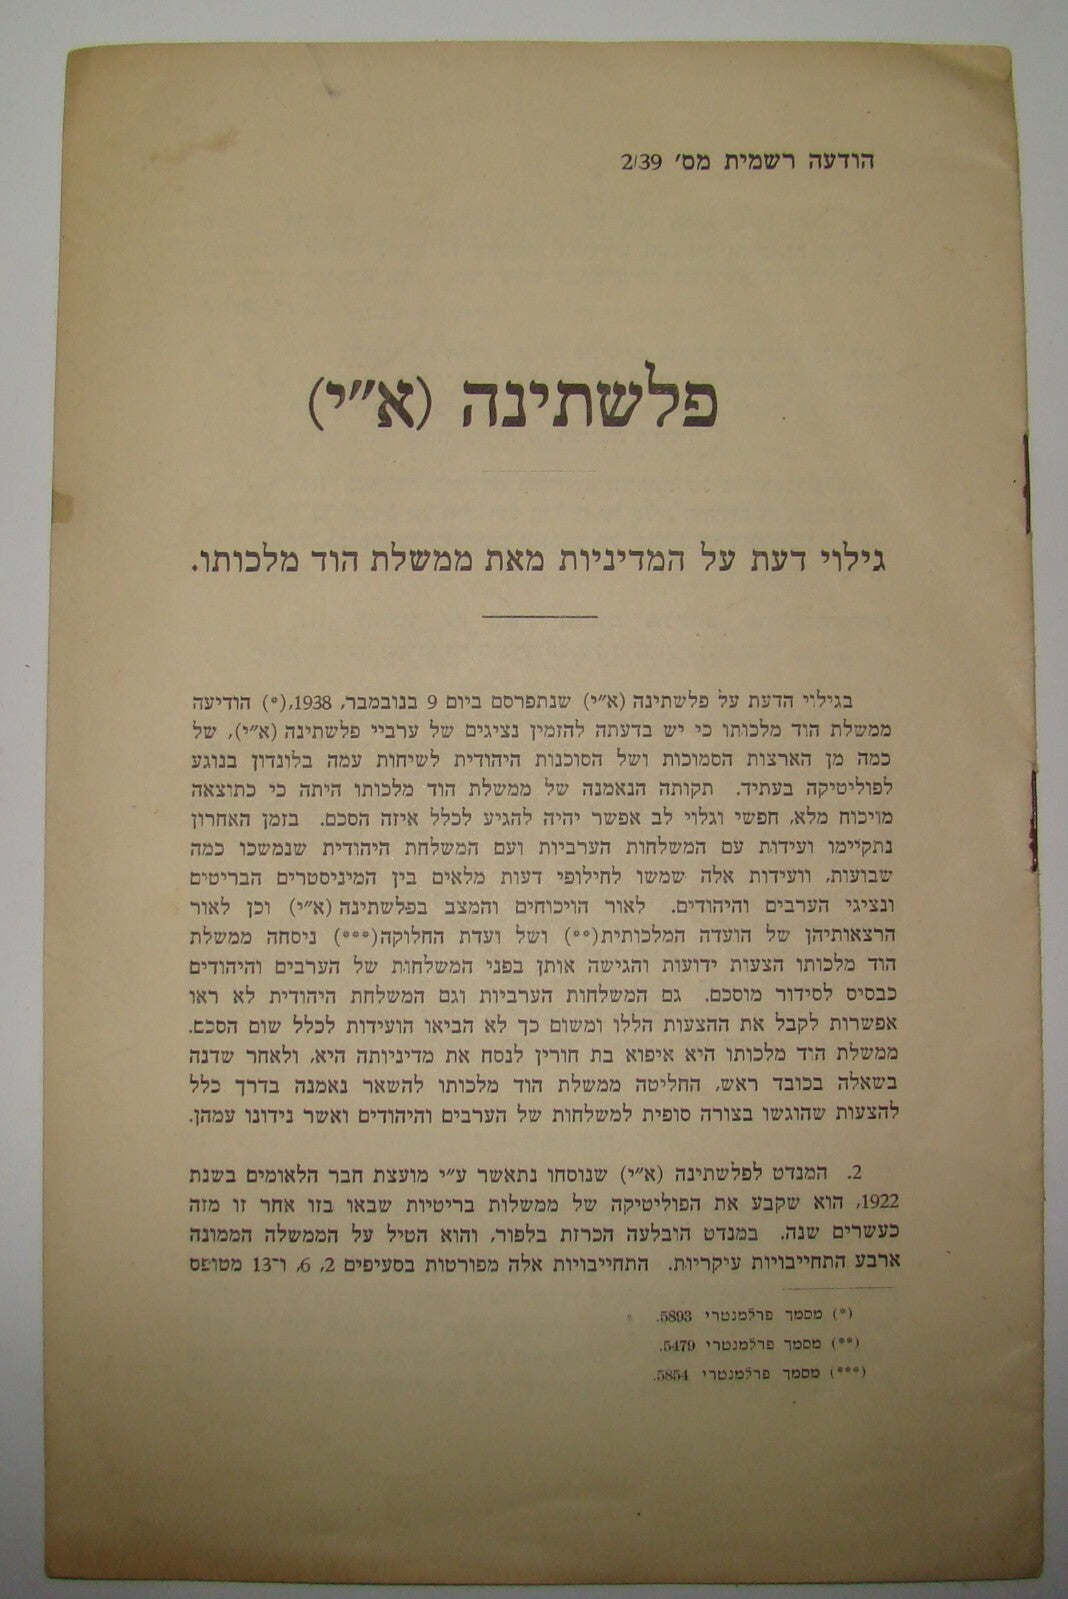 הודעה רשמית מס׳ 2/39
פלשתינה (א״י)
גילוי דעת על המדיניות מאת ממשלת הוד מלכותו.
בגילוי הדעת על פלשתינה (א״י) שנתפרסם ביום 9 בנובמבר, 1938,(*) הודיעה
ממשלת הוד מלכותו כי יש בדעתה להזמין נציגים של ערביי פלשתינה (א״י), של
כמה מן הארצות הסמוכות ושל הסוכנות היהודית לשיחות עמה בלונדון בנוגע
לפוליטיקה בעתיד. תקותה הנאמנה של ממשלת הוד מלכותו היתה כי כתוצאה
מויכוח מלא, חפשי וגלוי לב אפשר יהיה להגיע לכלל איזה הסכם. בזמן האחרון
נתקיימו ועידות עם המשלחות הערביות ועם המשלחת היהודית שנמשכו כמה
שבועות, וועידות אלה שמשו לחילופי דעות מלאים בין המיניסטרים הבריטים
ונציגי הערבים והיהודים. לאור הויכוחים והמצב בפלשתינה (א״י) וכן לאור
הרצאותיהן של הועדה המלכותית(**) ושל ועדת החלוקה(***) ניסחה ממשלת
הוד מלכותו הצעות ידועות והגישה אותן בפני המשלחות של הערבים והיהודים
כבסיס לסידור מוסכם. גם המשלחות הערביות וגם המשלחת היהודית לא ראו
אפשרות לקבל את ההצעות הללו ומשום כך לא הביאו הועידות לכלל שום הסכם.
ממשלת הוד מלכותו היא איפוא בת חורין לנסח את מדיניותה היא, ולאחר שדנה
בשאלה בכובד ראש, החליטה ממשלת הוד מלכותו להשאר נאמנה בדרך כלל
להצעות שהוגשו בצורה סופית למשלחות של הערבים והיהודים ואשר נידונו עמהן.
2. המנדט לפלשתינה (א״י) שנוסחו נתאשר ע״י מועצת חבר הלאומים בשנת
1922, הוא שקבע את הפוליטיקה של ממשלות בריטיות שבאו בזו אחר זו מזה
כעשרים שנה. במנדט הובלעה הכרזת בלפור, והוא הטיל על הממשלה הממונה
ארבע התחייבויות עיקריות. התחייבויות אלה מפורטות בסעיפים 2, 6, ו־13 מטופס
(*) מסמך פרלמנטרי 5893.
(**) מסמך פרלמנטרי 5479.
(***) מסמך פרלמנטרי 5854.